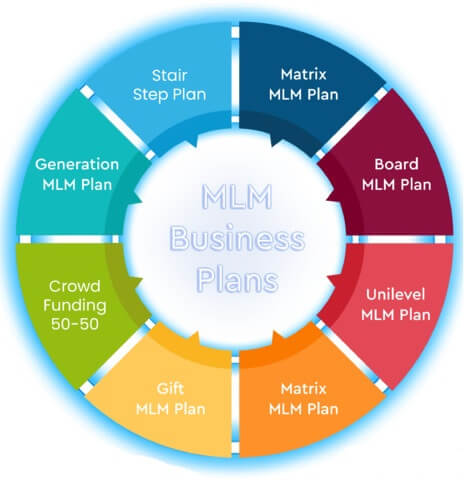 Stair
Step Plan
Matrix
MLM Plan
Generation
MLM Plan
Board
MLM Plan
MLM
Business
Plans
Crowd
Funding
50-50
Unilevel
MLM Plan
Gift
MLM Plan
Matrix
MLM Plan